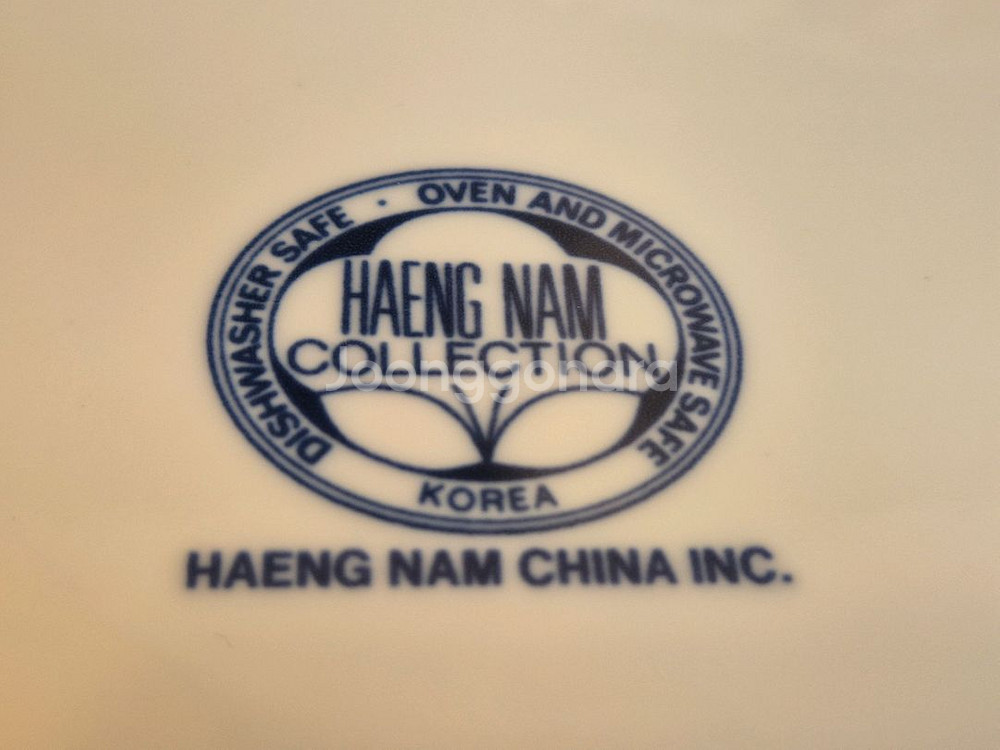 DISHWASHER SAFE · OVEN AND MICROWAVE SAFE
HAENG NAM
COLLECTION
Joonggonara
KOREA
HAENG NAM CHINA INC.